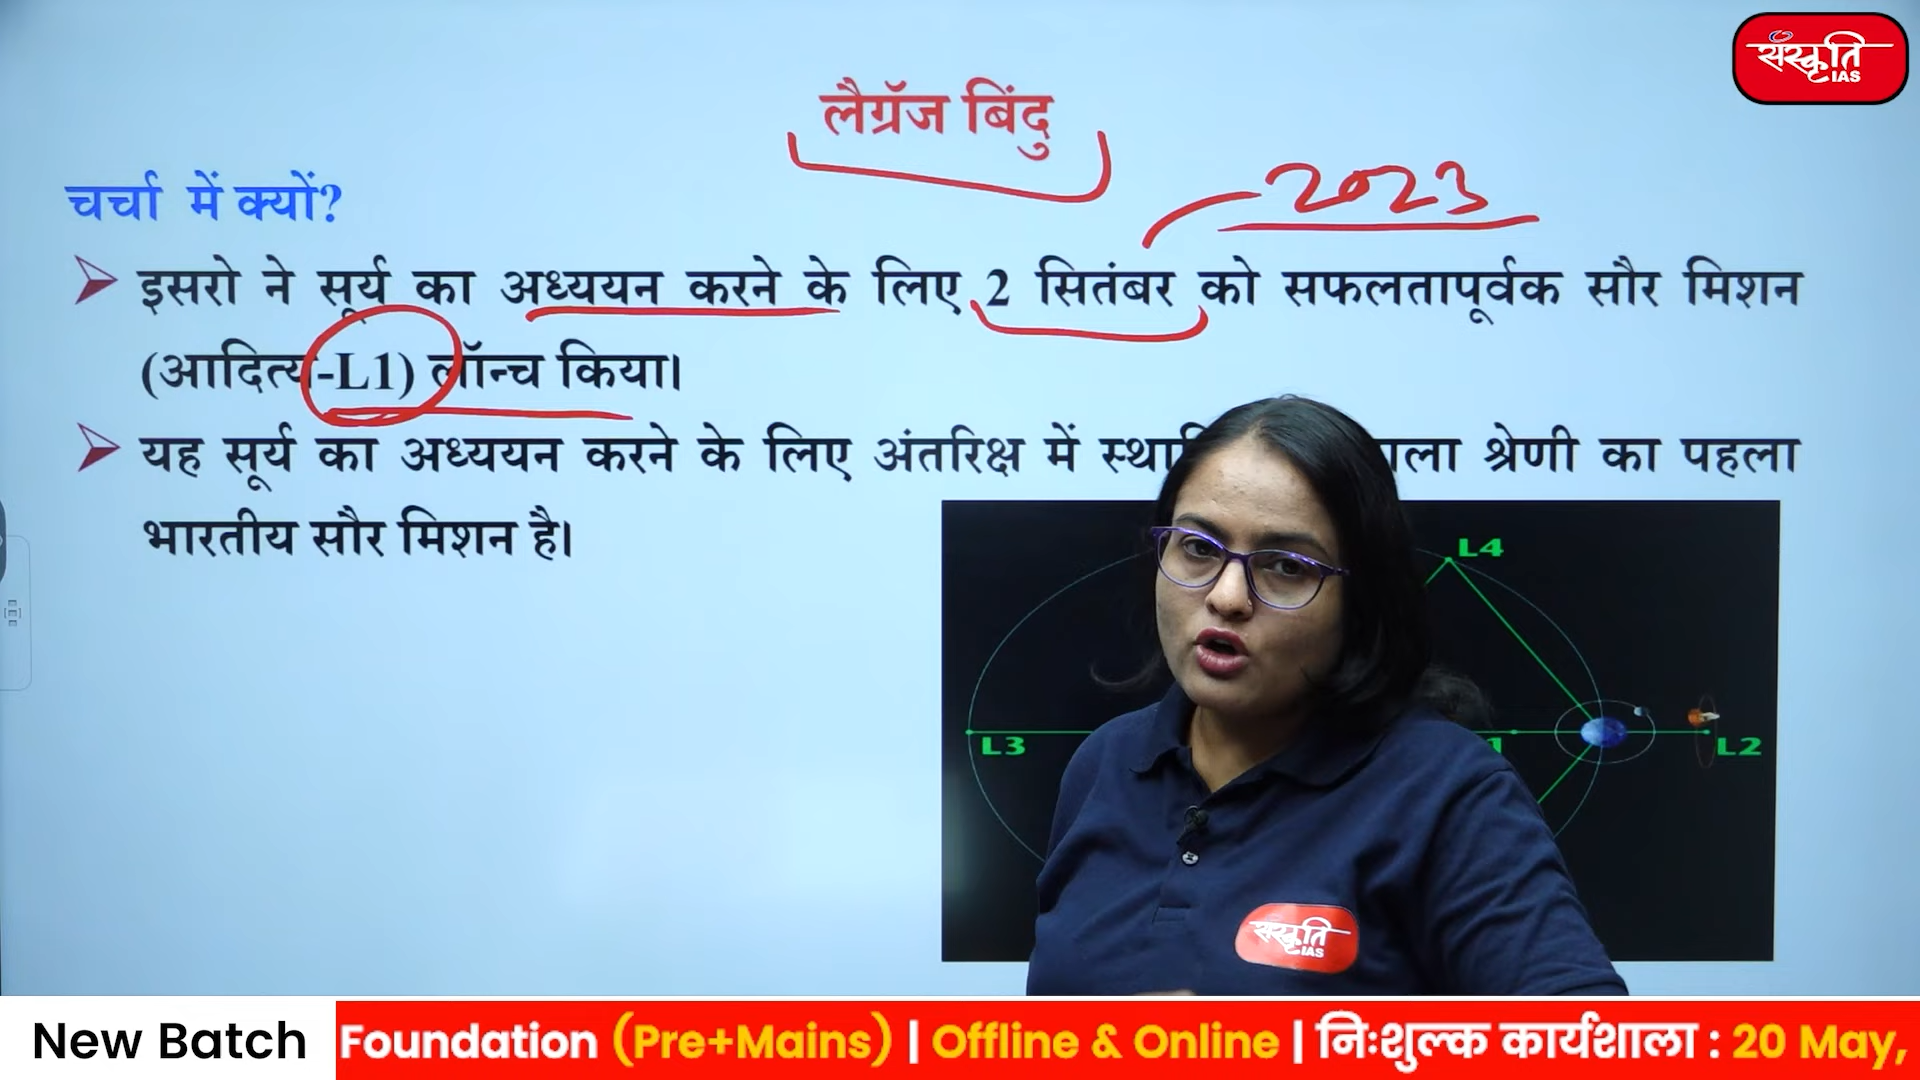 संस्कृति
IAS
लैग्रॅज बिंदु
2023
चर्चा में क्यों?
इसरो ने सूर्य का अध्ययन करने के लिए 2 सितंबर को सफलतापूर्वक सौर मिशन
(आदित्य-L1) लॉन्च किया।
यह सूर्य का अध्ययन करने के लिए अंतरिक्ष में श्रेणी का पहला
भारतीय सौर मिशन है।
L4
L3
L2
संस्कृति
IAS
New Batch
Foundation (Pre+Mains) | Offline & Online | निःशुल्क कार्यशाला : 20 May,